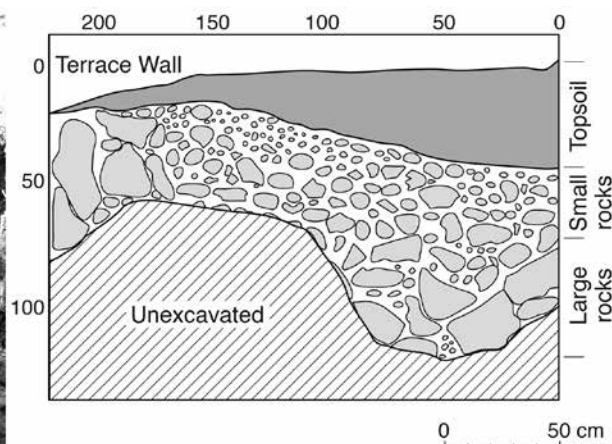 200 150 100 50 0
0
Terrace Wall
50
100
Unexcavated
Topsoil
Small rocks
Large rocks
0 50 cm